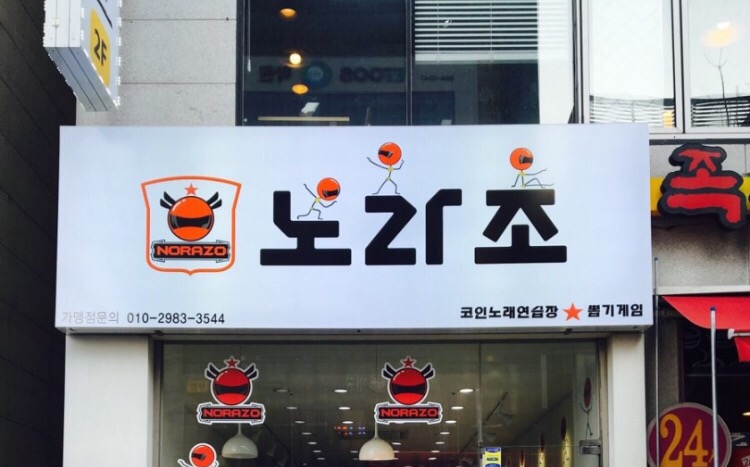 2F
노라조
NORAZO
가맹점문의 010-2983-3544
코인노래연습장 ★ 뽑기게임
족
NORAZO
NORAZO
24